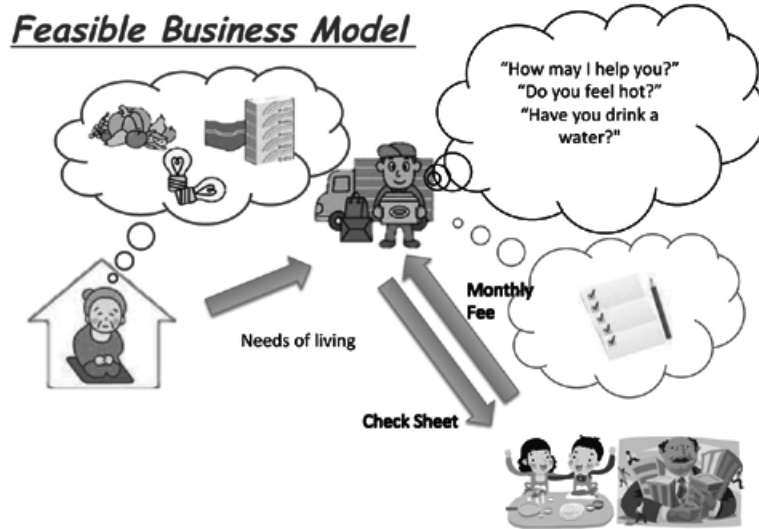 Feasible Business Model
“How may I help you?”
“Do you feel hot?”
“Have you drink a
water?"
Monthly
Fee
Needs of living
Check Sheet